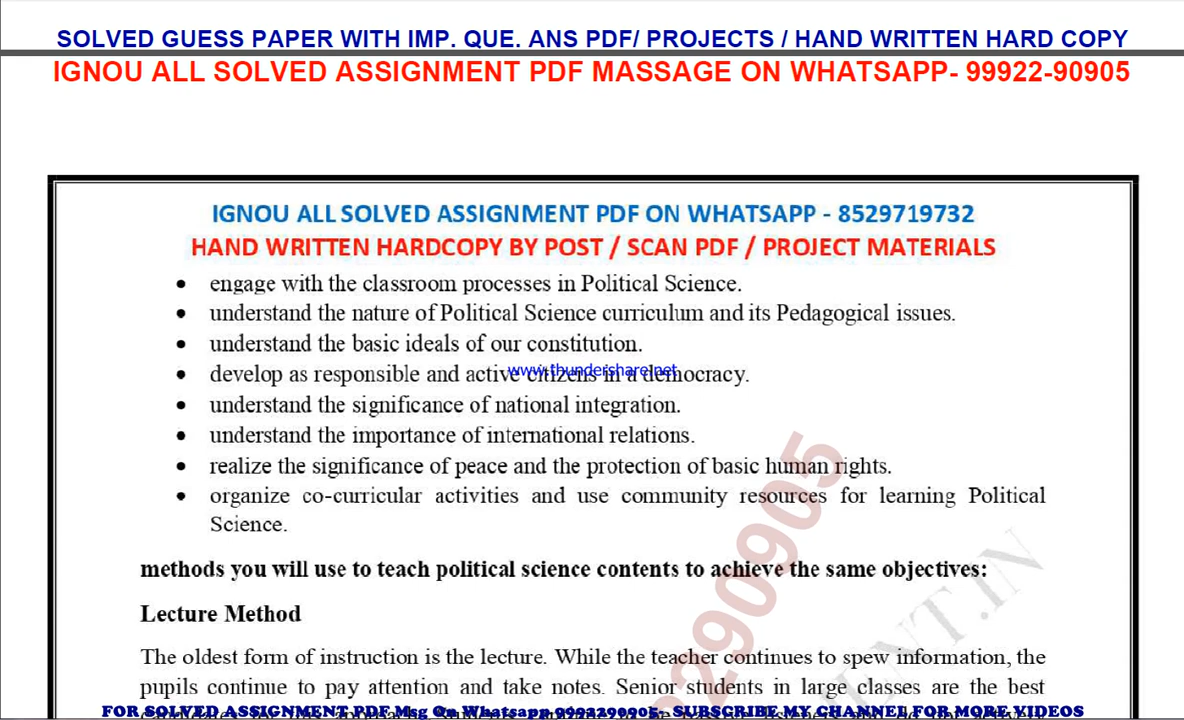 SOLVED GUESS PAPER WITH IMP. QUE. ANS PDF/ PROJECTS / HAND WRITTEN HARD COPY
IGNOU ALL SOLVED ASSIGNMENT PDF MASSAGE ON WHATSAPP- 99922-90905
IGNOU ALL SOLVED ASSIGNMENT PDF ON WHATSAPP - 8529719732
HAND WRITTEN HARDCOPY BY POST / SCAN PDF / PROJECT MATERIALS
• engage with the classroom processes in Political Science.
• understand the nature of Political Science curriculum and its Pedagogical issues.
• understand the basic ideals of our constitution.
• develop as responsible and active citizens in a democracy.
www.thundershare.net
• understand the significance of national integration.
• understand the importance of international relations.
• realize the significance of peace and the protection of basic human rights.
• organize co-curricular activities and use community resources for learning Political
Science.
methods you will use to teach political science contents to achieve the same objectives:
Lecture Method
The oldest form of instruction is the lecture. While the teacher continues to spew information, the
pupils continue to pay attention and take notes. Senior students in large classes are the best
FOR SOLVED ASSIGNMENT PDF Msg On Whatsapp-9992290905- SUBSCRIBE MY CHANNEL FOR MORE VIDEOS
2290905
ENT.IN